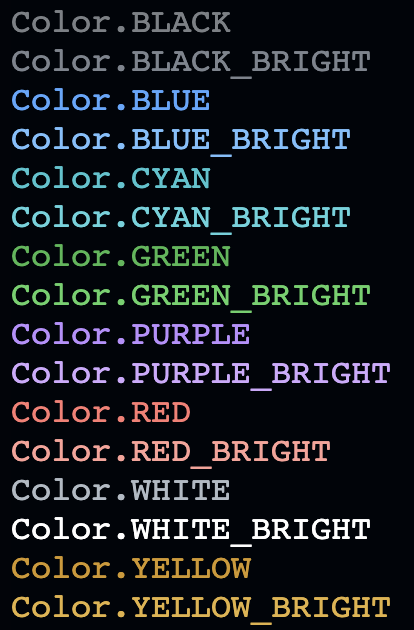 Color.BLACK
Color.BLACK_BRIGHT
Color.BLUE
Color.BLUE_BRIGHT
Color.CYAN
Color.CYAN_BRIGHT
Color.GREEN
Color.GREEN_BRIGHT
Color.PURPLE
Color.PURPLE_BRIGHT
Color.RED
Color.RED_BRIGHT
Color.WHITE
Color.WHITE_BRIGHT
Color.YELLOW
Color.YELLOW_BRIGHT